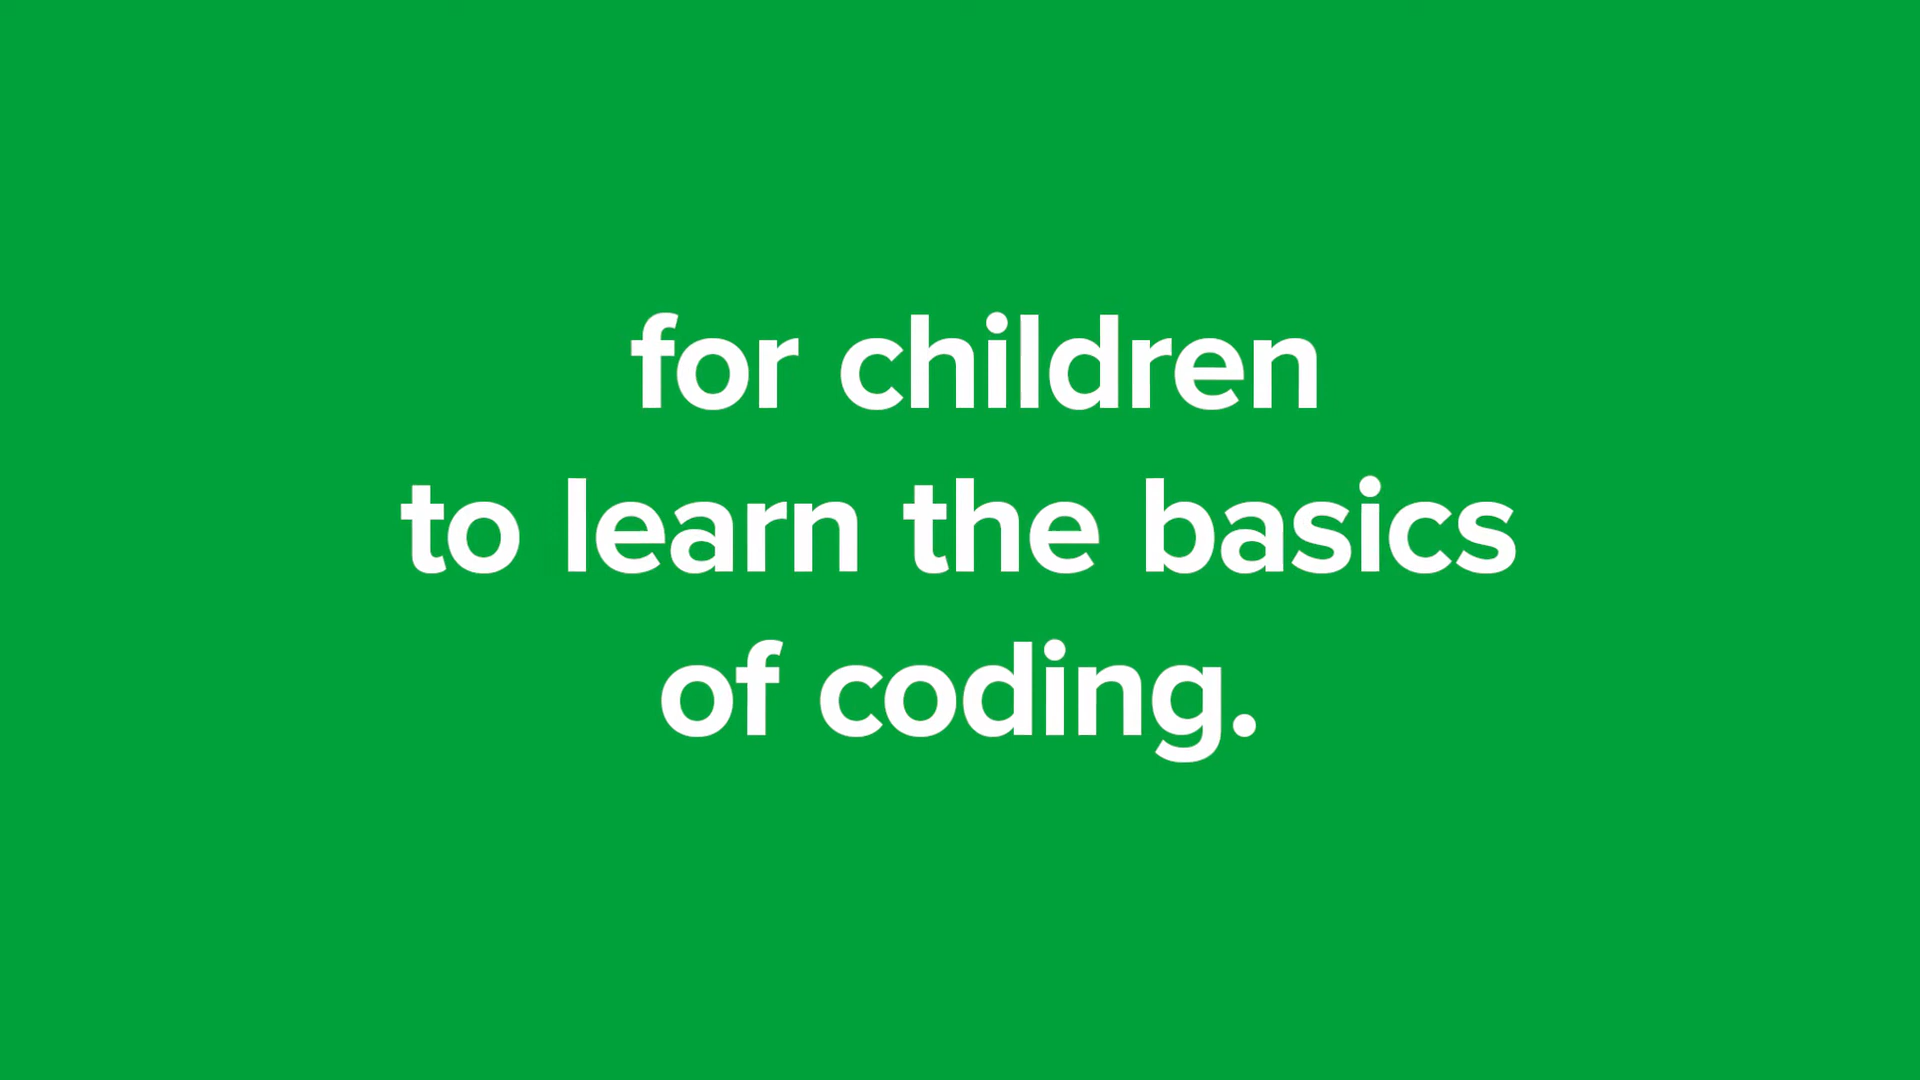 for children
to learn the basics
of coding.